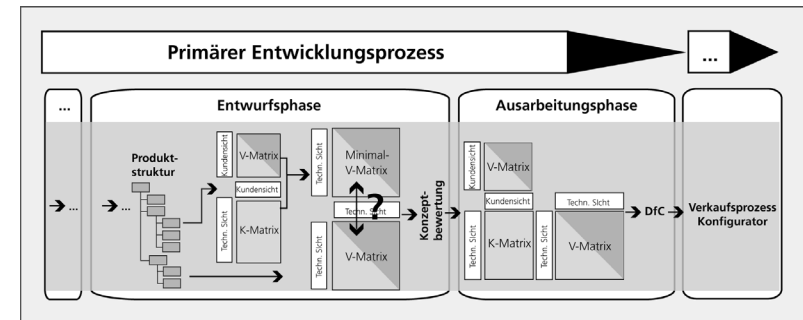 Primärer Entwicklungsprozess
...
...
Entwurfsphase
Ausarbeitungsphase
Produkt-
struktur
Kundensicht
V-Matrix
Kundensicht
Techn. Sicht
K-Matrix
Techn. Sicht
Minimal-
V-Matrix
?
Techn. Sicht
Techn. Sicht
V-Matrix
Konzept-
bewertung
Kundensicht
V-Matrix
Kundensicht
Techn. Sicht
K-Matrix
Techn. Sicht
Techn. Sicht
V-Matrix
DfC
Verkaufsprozess
Konfigurator
...
...